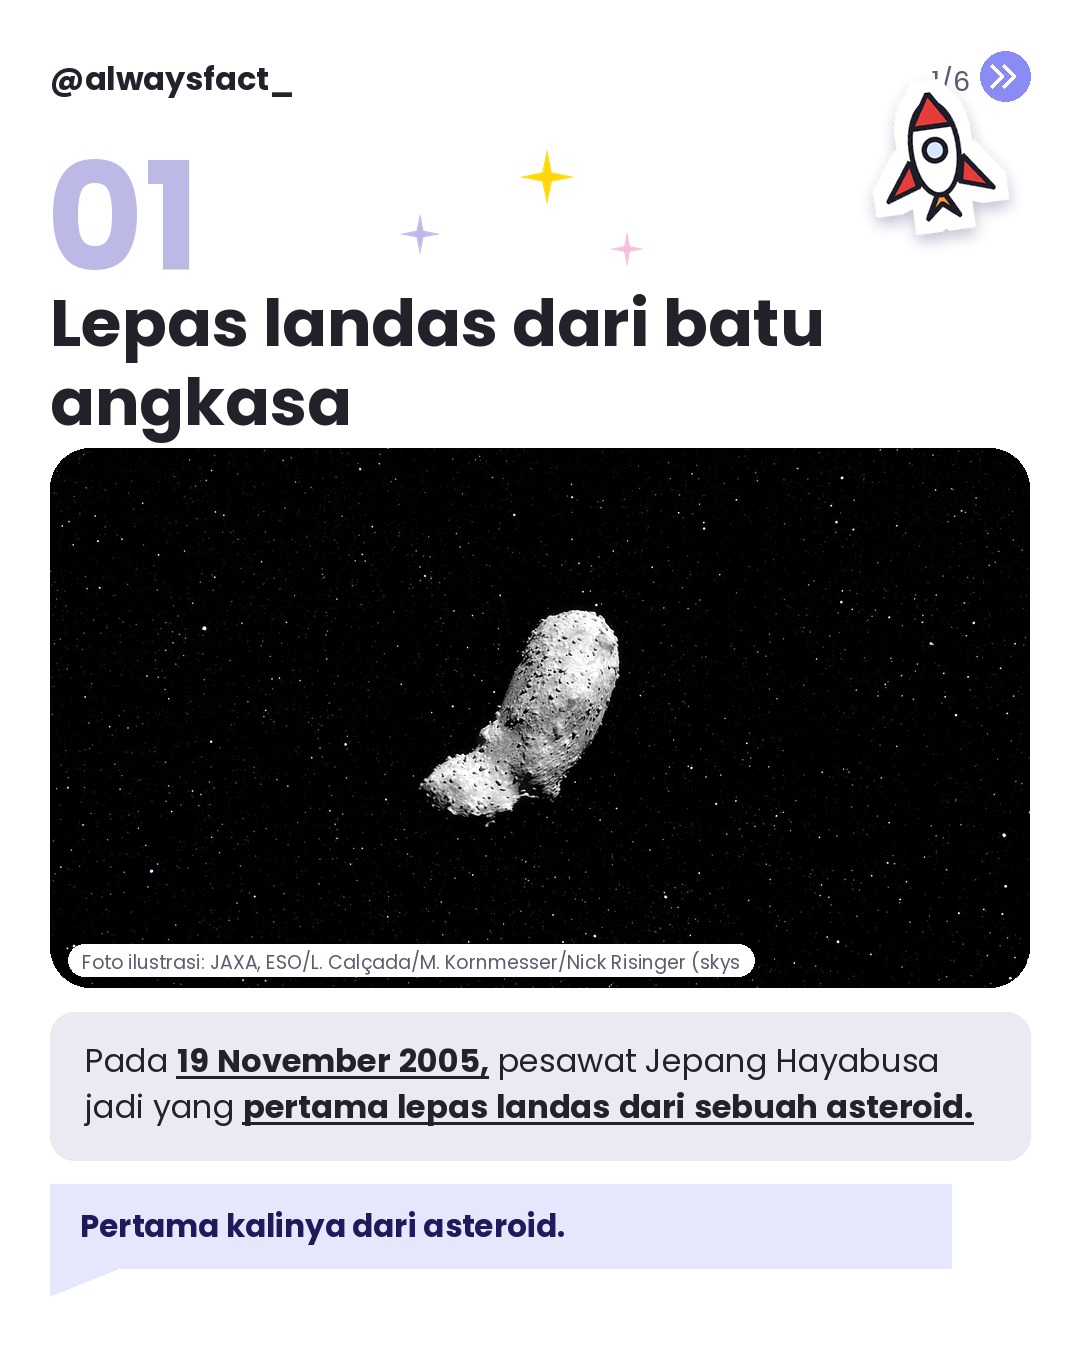 @alwaysfact_
1/6
01
Lepas landas dari batu
angkasa
Foto ilustrasi: JAXA, ESO/L. Calçada/M. Kornmesser/Nick Risinger (skys
Pada 19 November 2005, pesawat Jepang Hayabusa
jadi yang pertama lepas landas dari sebuah asteroid.
Pertama kalinya dari asteroid.